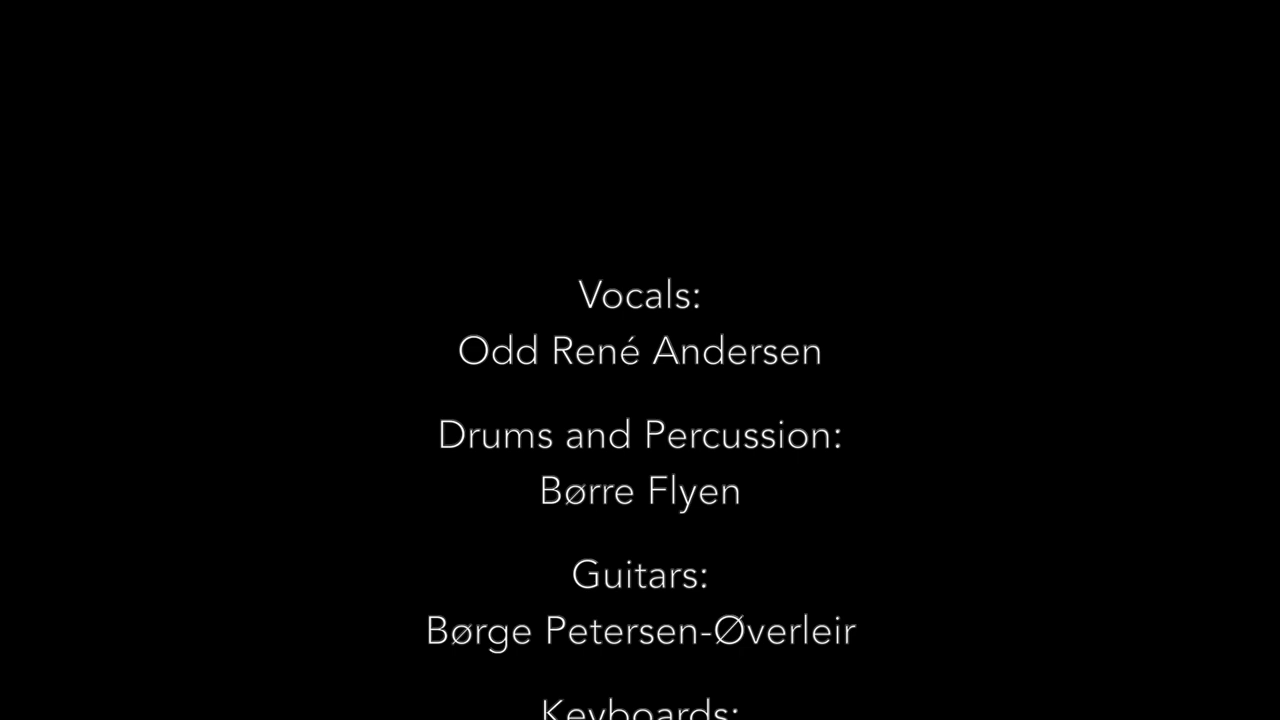 Vocals:
Odd René Andersen
Drums and Percussion:
Børre Flyen
Guitars:
Børge Petersen-Øverleir
Keyboards: